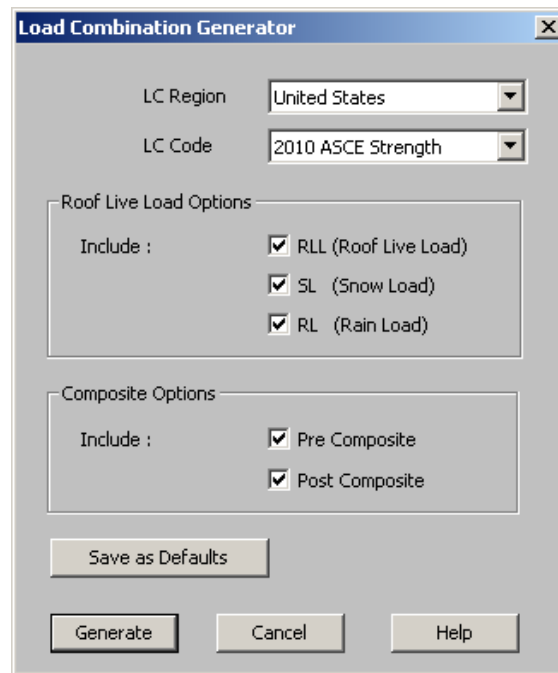 Load Combination Generator
LC Region United States
LC Code 2010 ASCE Strength
Roof Live Load Options
Include : RLL (Roof Live Load)
SL (Snow Load)
RL (Rain Load)
Composite Options
Include : Pre Composite
Post Composite
Save as Defaults
Generate Cancel Help